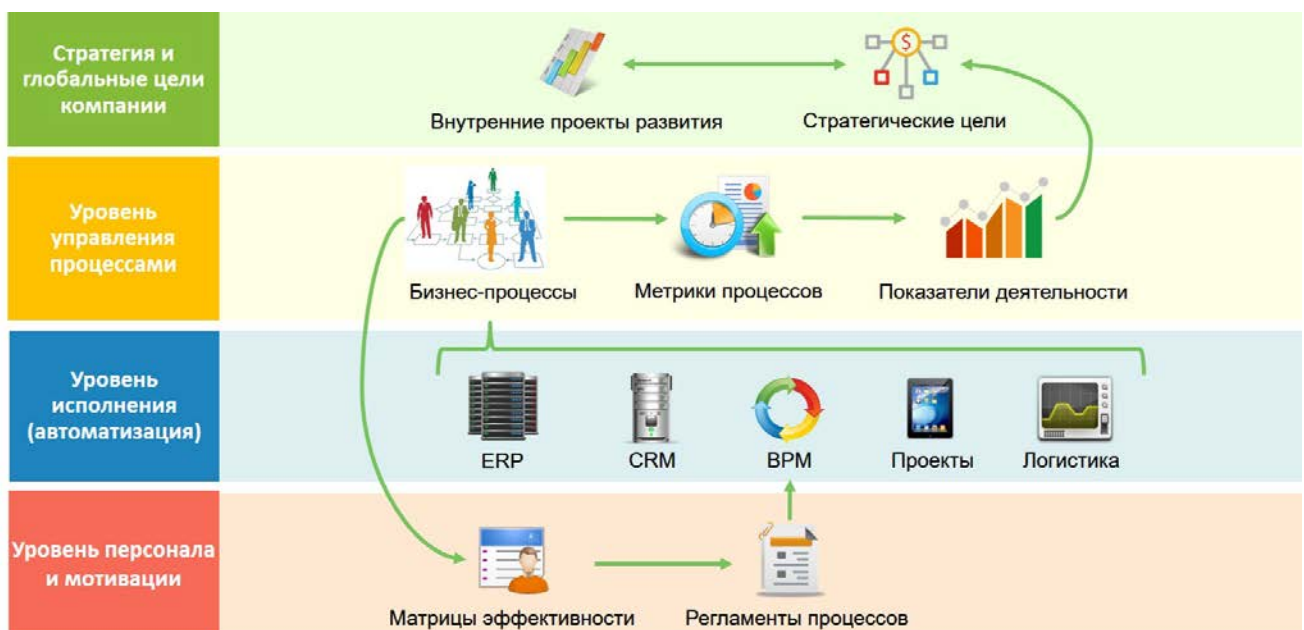 Стратегия и
глобальные цели
компании
Внутренние проекты развития
Стратегические цели
Уровень
управления
процессами
Бизнес-процессы
Метрики процессов
Показатели деятельности
Уровень
исполнения
(автоматизация)
ERP
CRM
BPM
Проекты
Логистика
Уровень персонала
и мотивации
Матрицы эффективности
Регламенты процессов